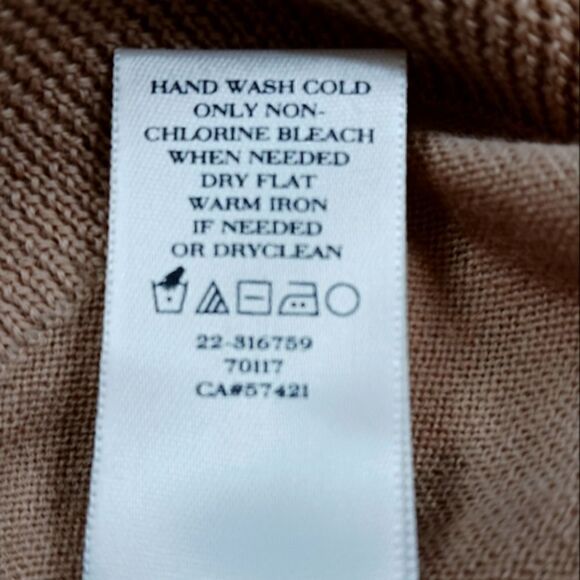 HAND WASH COLD
ONLY NON-
CHLORINE BLEACH
WHEN NEEDED
DRY FLAT
WARM IRON
IF NEEDED
OR DRYCLEAN
22-316759
70117
CA#57421